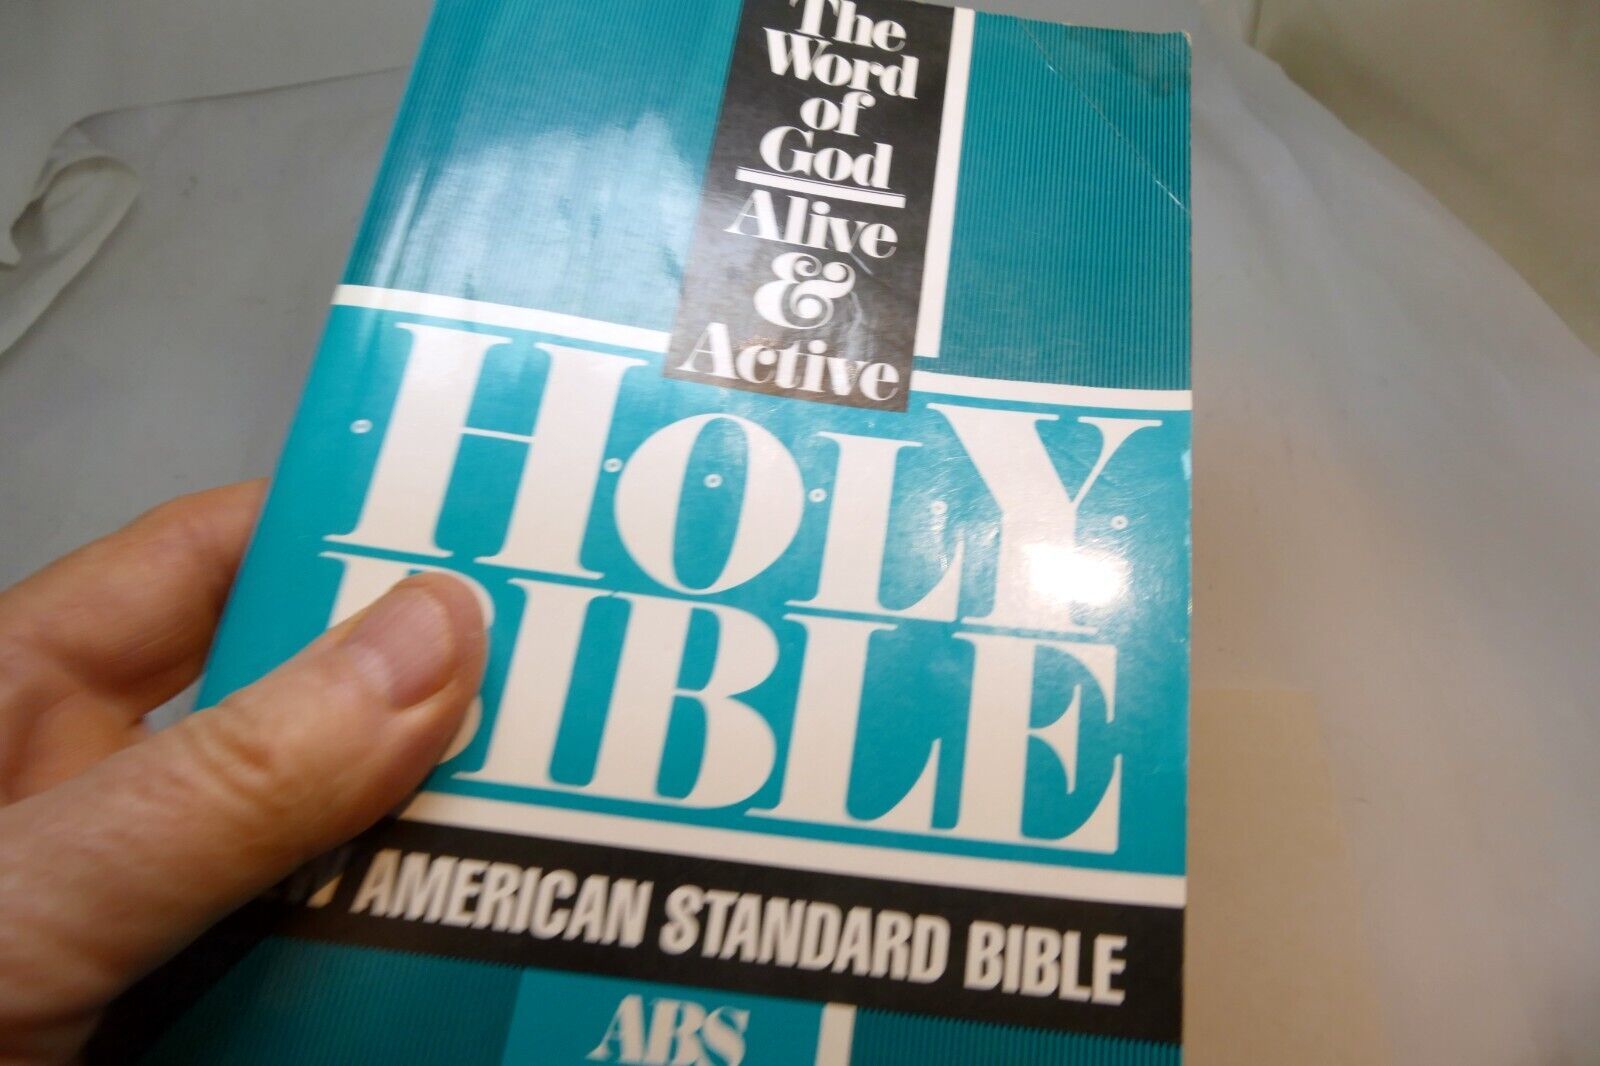 The
Word
of
God
Alive
&
Active
HOLY
BIBLE
AMERICAN STANDARD BIBLE
ABS